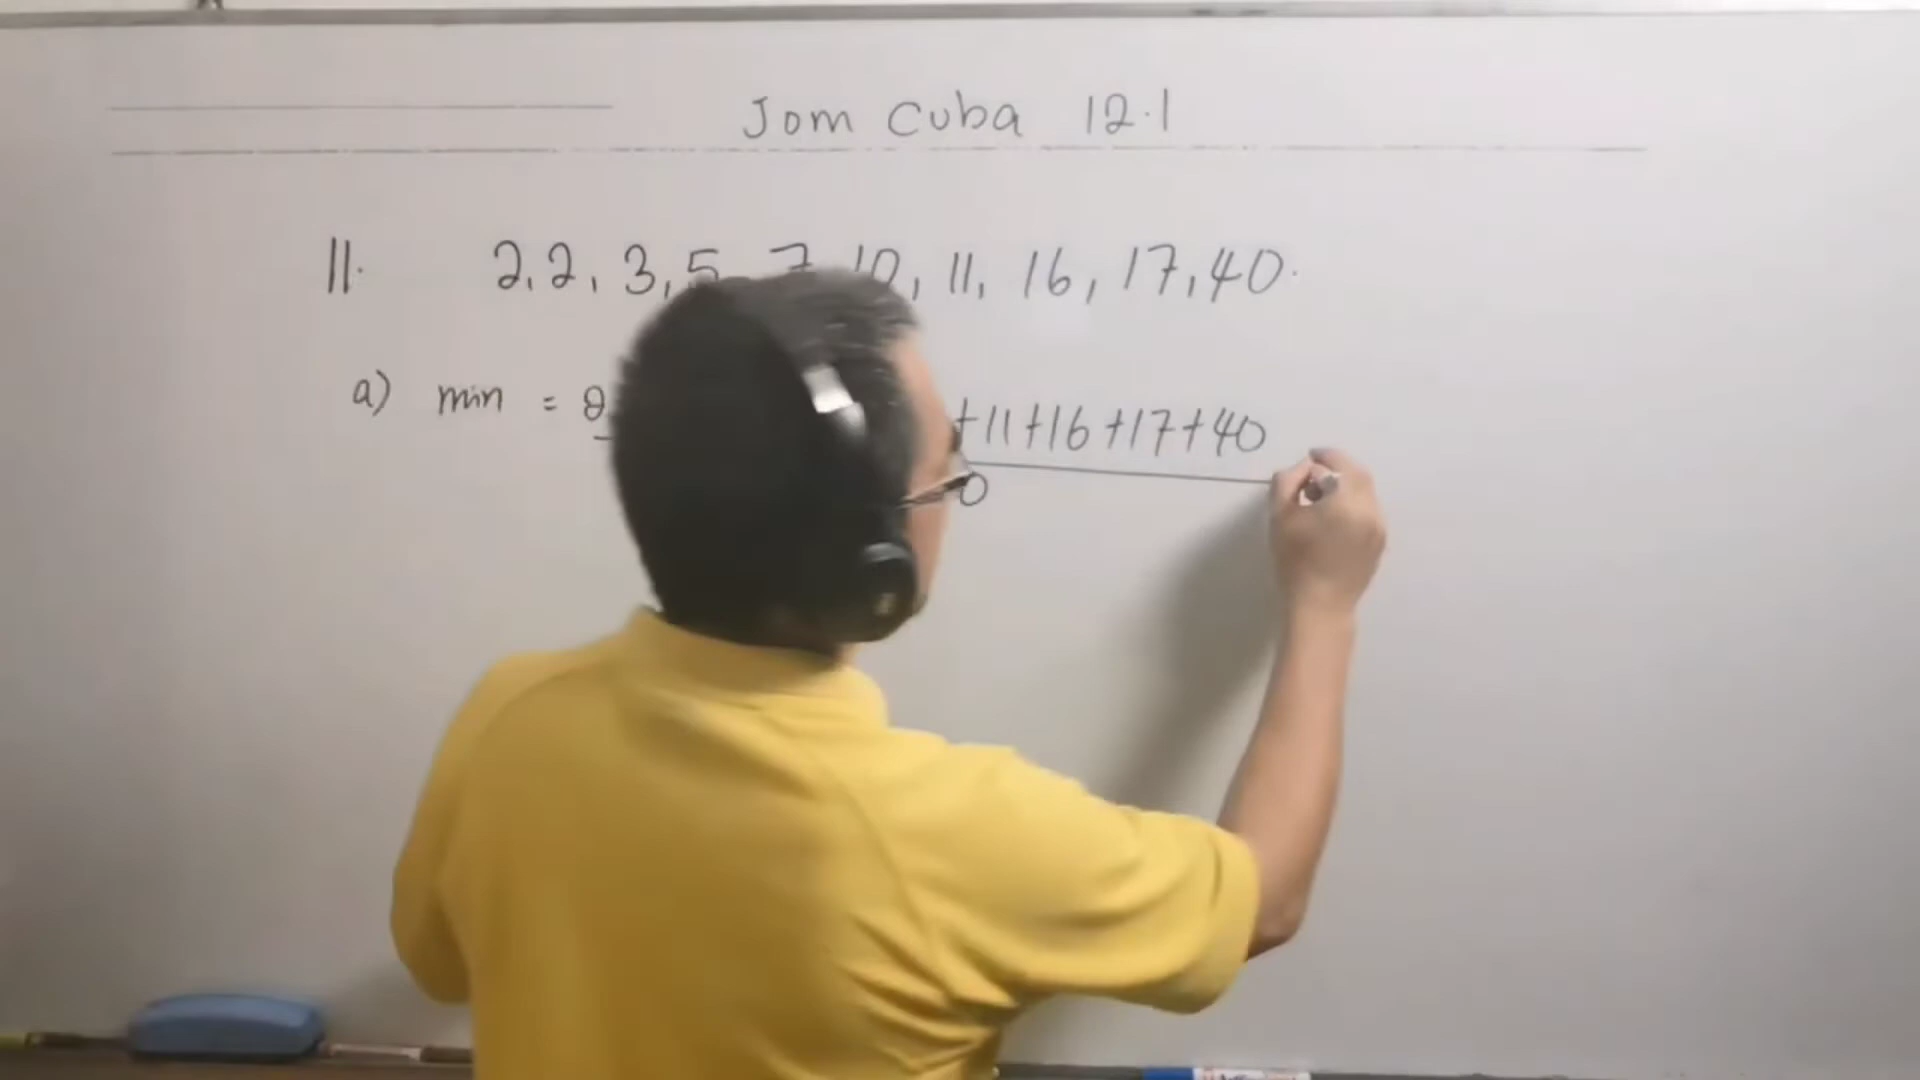 Jom Cuba 12.1
11. 2, 2, 3, 5, 7, 10, 11, 16, 17, 40.
a) min =
+11+16+17+40
0